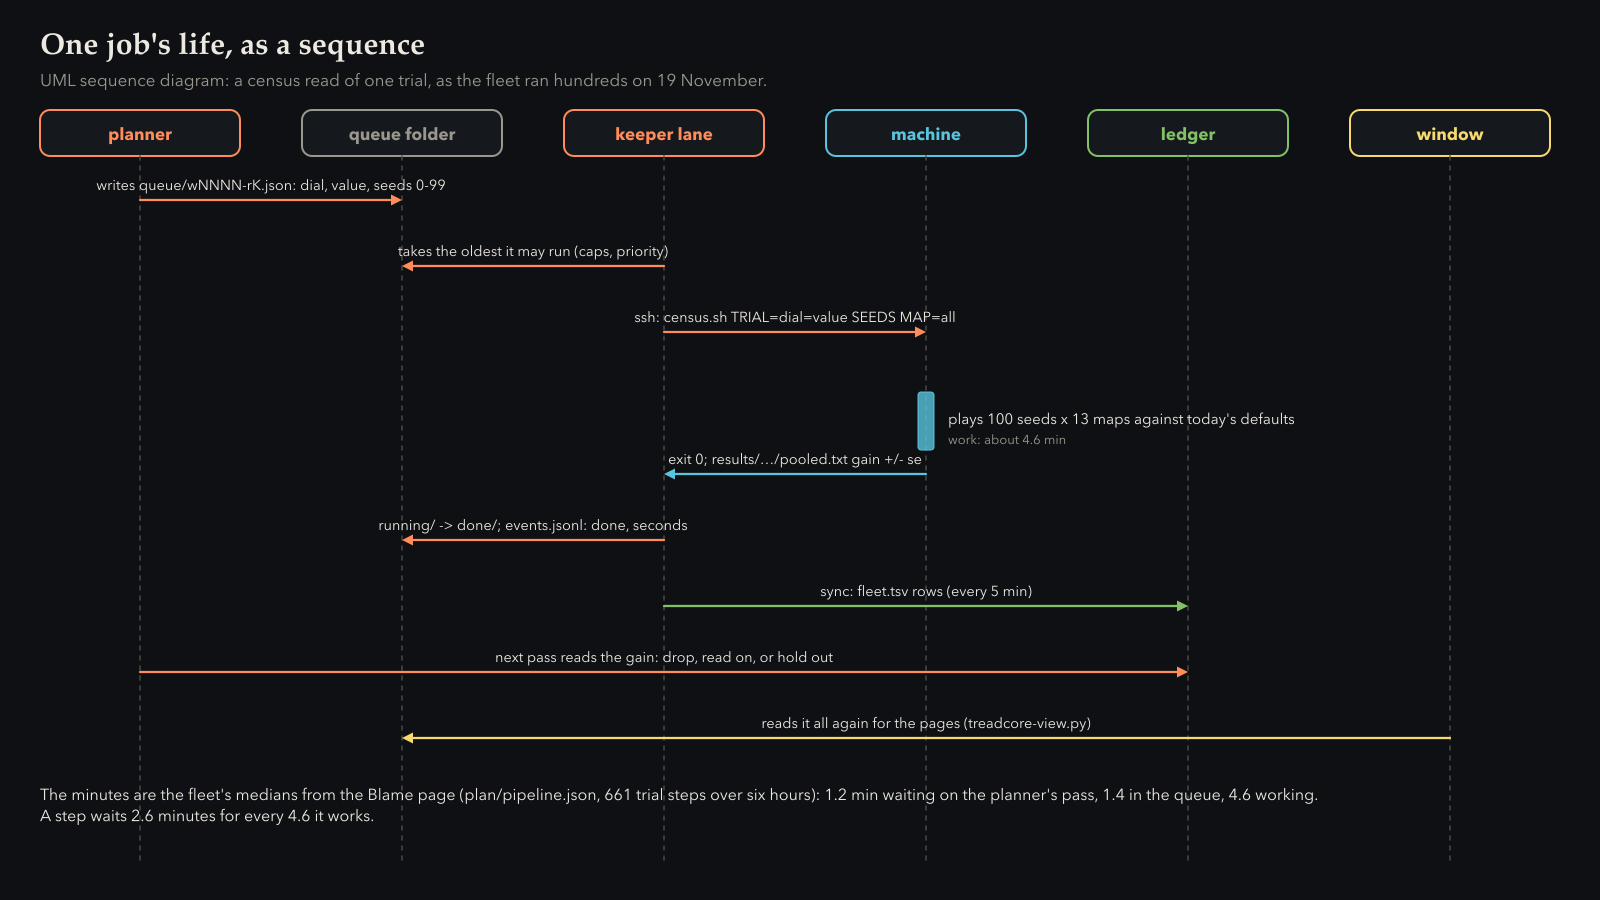 One job's life, as a sequence
UML sequence diagram: a census read of one trial, as the fleet ran hundreds on 19 November.
planner
queue folder
keeper lane
machine
ledger
window
writes queue/wNNNN-rK.json: dial, value, seeds 0-99
takes the oldest it may run (caps, priority)
ssh: census.sh TRIAL=dial=value SEEDS MAP=all
plays 100 seeds x 13 maps against today's defaults
work: about 4.6 min
exit 0; results/…/pooled.txt gain +/- se
running/ -> done/; events.jsonl: done, seconds
sync: fleet.tsv rows (every 5 min)
next pass reads the gain: drop, read on, or hold out
reads it all again for the pages (treadcore-view.py)
The minutes are the fleet's medians from the Blame page (plan/pipeline.json, 661 trial steps over six hours): 1.2 min waiting on the planner's pass, 1.4 in the queue, 4.6 working.
A step waits 2.6 minutes for every 4.6 it works.